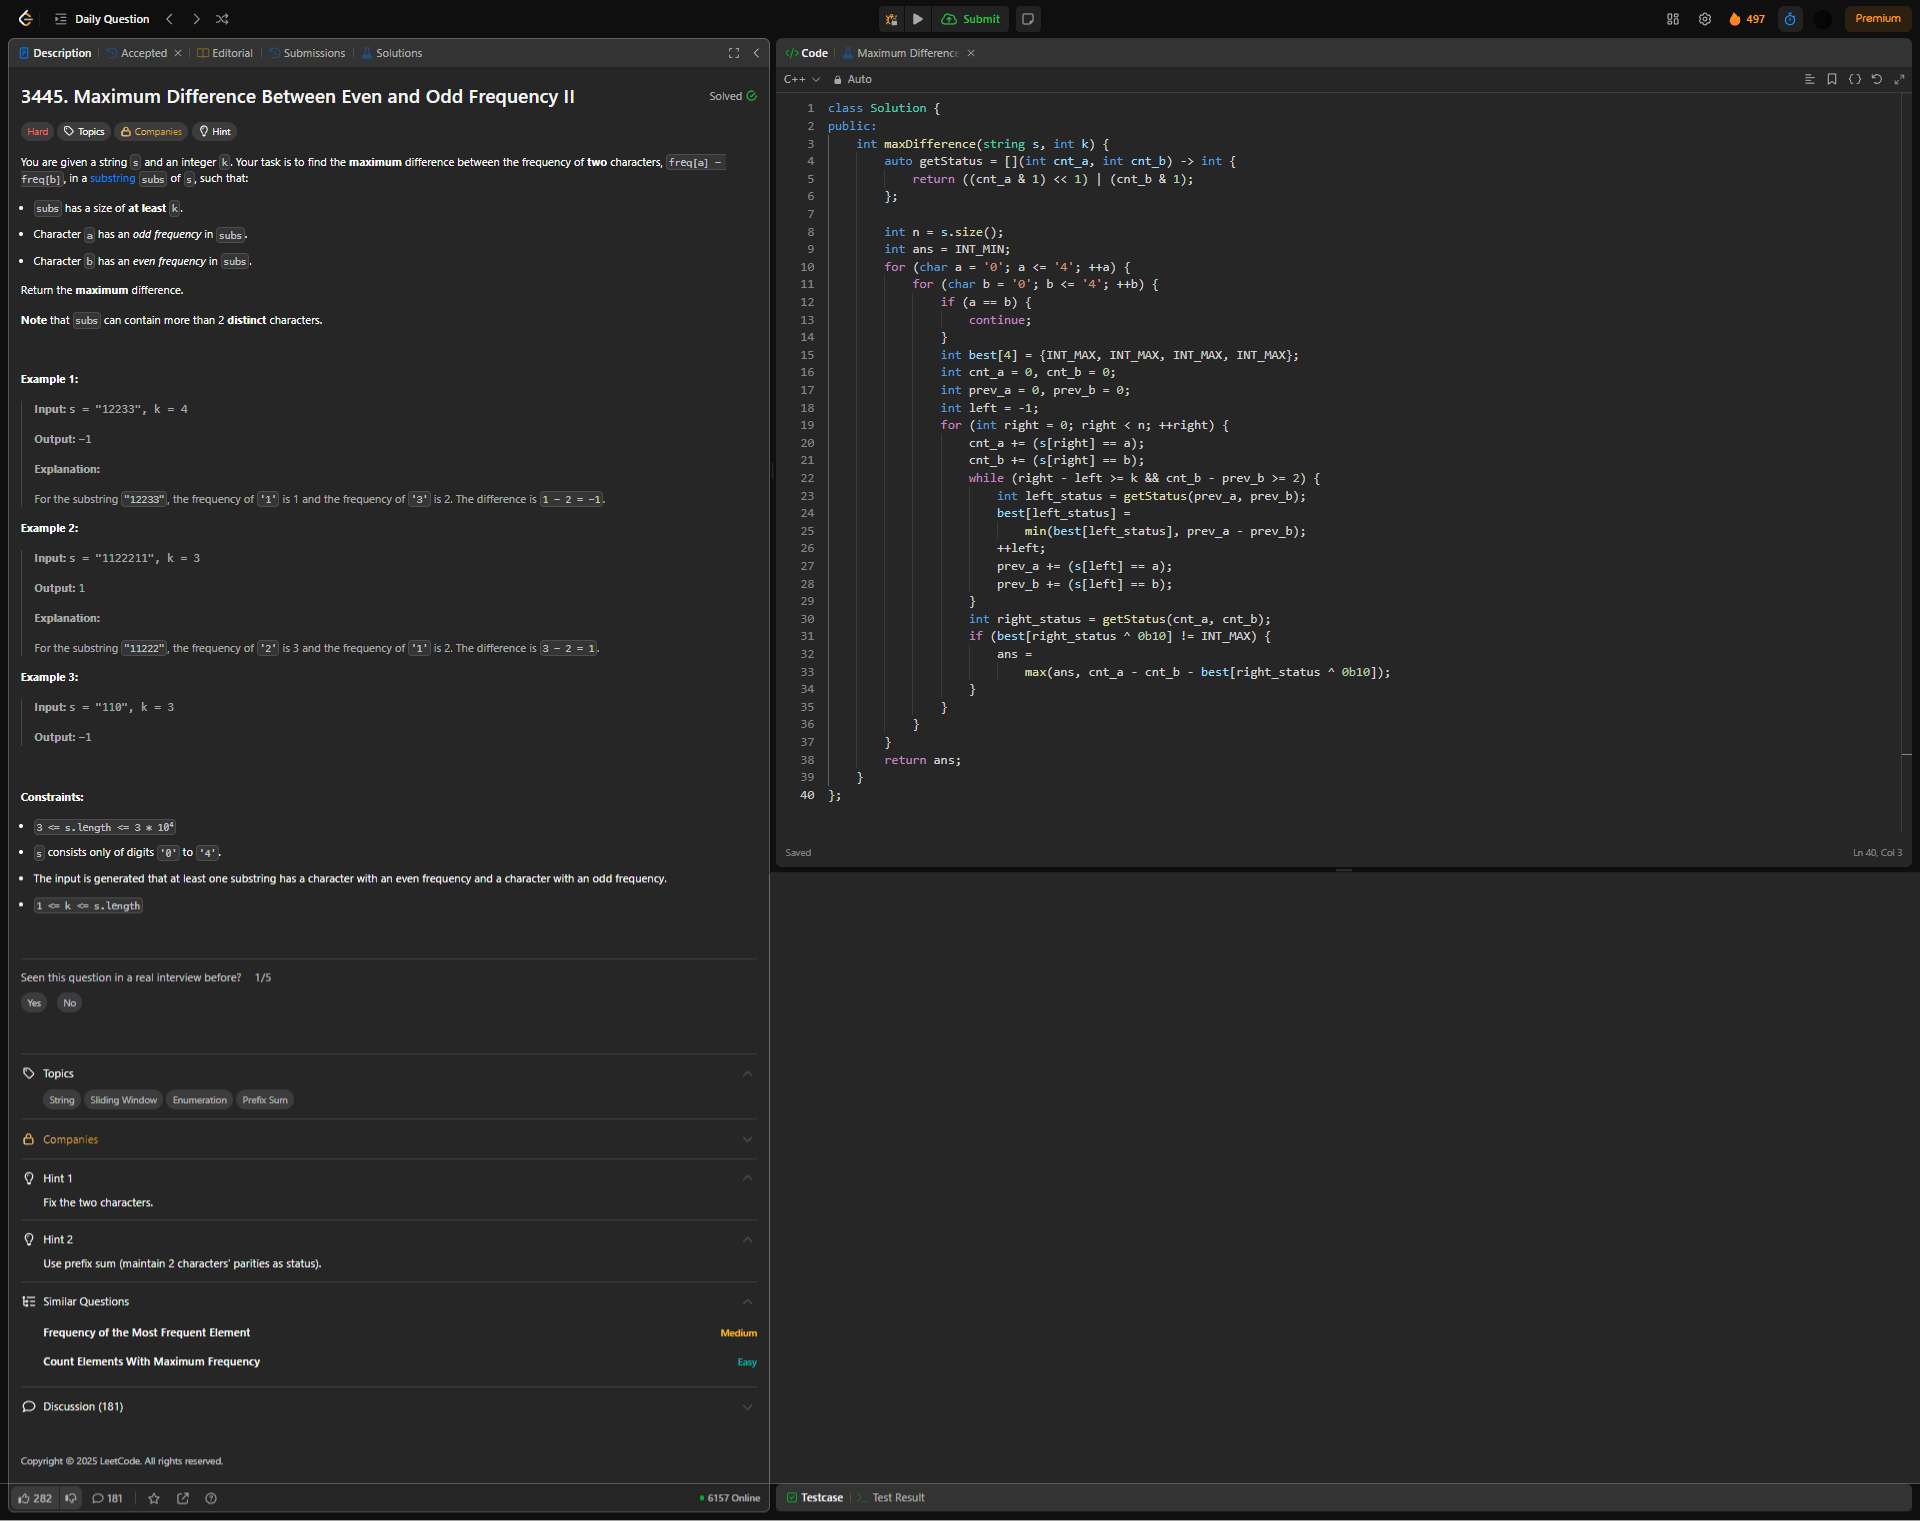 Daily Question
Submit
497
Premium
Description
Accepted
Editorial
Submissions
Solutions
3445. Maximum Difference Between Even and Odd Frequency II
Solved
Hard
Topics
Companies
Hint
You are given a string s and an integer k. Your task is to find the maximum difference between the frequency of two characters, freq[a] -
freq[b], in a substring subs of s, such that:
• subs has a size of at least k.
• Character a has an odd frequency in subs.
• Character b has an even frequency in subs.
Return the maximum difference.
Note that subs can contain more than 2 distinct characters.
Example 1:
Input: s = "12233", k = 4
Output: -1
Explanation:
For the substring "12233", the frequency of '1' is 1 and the frequency of '3' is 2. The difference is 1 - 2 = -1.
Example 2:
Input: s = "1122211", k = 3
Output: 1
Explanation:
For the substring "11222", the frequency of '2' is 3 and the frequency of '1' is 2. The difference is 3 - 2 = 1.
Example 3:
Input: s = "110", k = 3
Output: -1
Constraints:
• 3 <= s.length <= 3 * 10⁴
• s consists only of digits '0' to '4'.
• The input is generated that at least one substring has a character with an even frequency and a character with an odd frequency.
• 1 <= k <= s.length
Seen this question in a real interview before? 1/5
Yes
No
Topics
String
Sliding Window
Enumeration
Prefix Sum
Companies
Hint 1
Fix the two characters.
Hint 2
Use prefix sum (maintain 2 characters' parities as status).
Similar Questions
Frequency of the Most Frequent Element
Medium
Count Elements With Maximum Frequency
Easy
Discussion (181)
Copyright © 2025 LeetCode. All rights reserved.
282
181
6157 Online
</> Code
Maximum Difference
C++
Auto
1 class Solution {
2 public:
3     int maxDifference(string s, int k) {
4         auto getStatus = [](int cnt_a, int cnt_b) -> int {
5             return ((cnt_a & 1) << 1) | (cnt_b & 1);
6         };
7
8         int n = s.size();
9         int ans = INT_MIN;
10         for (char a = '0'; a <= '4'; ++a) {
11             for (char b = '0'; b <= '4'; ++b) {
12                 if (a == b) {
13                     continue;
14                 }
15                 int best[4] = {INT_MAX, INT_MAX, INT_MAX, INT_MAX};
16                 int cnt_a = 0, cnt_b = 0;
17                 int prev_a = 0, prev_b = 0;
18                 int left = -1;
19                 for (int right = 0; right < n; ++right) {
20                     cnt_a += (s[right] == a);
21                     cnt_b += (s[right] == b);
22                     while (right - left >= k && cnt_b - prev_b >= 2) {
23                         int left_status = getStatus(prev_a, prev_b);
24                         best[left_status] =
25                             min(best[left_status], prev_a - prev_b);
26                         ++left;
27                         prev_a += (s[left] == a);
28                         prev_b += (s[left] == b);
29                     }
30                     int right_status = getStatus(cnt_a, cnt_b);
31                     if (best[right_status ^ 0b10] != INT_MAX) {
32                         ans =
33                             max(ans, cnt_a - cnt_b - best[right_status ^ 0b10]);
34                     }
35                 }
36             }
37         }
38         return ans;
39     }
40 };
Saved
Ln 40, Col 3
Testcase
Test Result